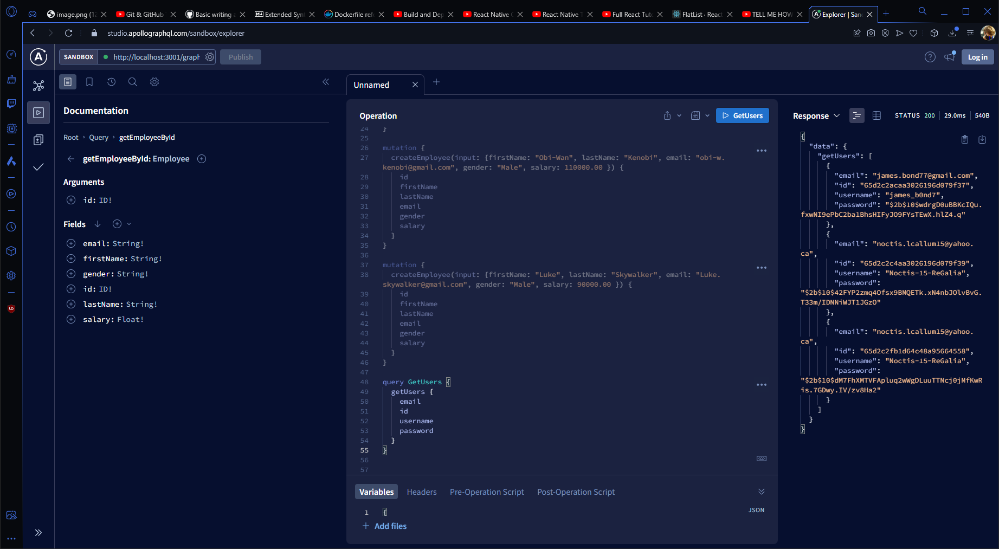 image.png (12
Git & GitHub
Basic writing a
Extended Syn
Dockerfile refe
Build and Dep
React Native C
React Native T
Full React Tuto
FlatList · React
TELL ME HOW
Explorer | San
studio.apollographql.com/sandbox/explorer
SANDBOX
http://localhost:3001/graph
Publish
Log in
Unnamed
Documentation
Root › Query › getEmployeeById
getEmployeeById: Employee
Arguments
id: ID!
Fields
email: String!
firstName: String!
gender: String!
id: ID!
lastName: String!
salary: Float!
Operation
GetUsers
24 }
25
26 mutation {
27 createEmployee(input: {firstName: "Obi-Wan", lastName: "Kenobi", email: "obi-w.
kenobi@gmail.com", gender: "Male", salary: 110000.00 }) {
28 id
29 firstName
30 lastName
31 email
32 gender
33 salary
34 }
35 }
36
37 mutation {
38 createEmployee(input: {firstName: "Luke", lastName: "Skywalker", email: "Luke.
skywalker@gmail.com", gender: "Male", salary: 90000.00 }) {
39 id
40 firstName
41 lastName
42 email
43 gender
44 salary
45 }
46 }
47
48 query GetUsers {
49 getUsers {
50 email
51 id
52 username
53 password
54 }
55 }
56
57
Variables Headers Pre-Operation Script Post-Operation Script
1 {
JSON
+ Add files
Response
STATUS 200 29.0ms 540B
{
"data": {
"getUsers": [
{
"email": "james.bond77@gmail.com",
"id": "65d2c2acaa3026196d079f37",
"username": "james_b0nd7",
"password": "$2b$10$wdrgD0uBBKcIQu.
fxwNI9ePbC2ba1BhsHIFyJO9FYsTEwX.hlZ4.q"
},
{
"email": "noctis.lcallum15@yahoo.
ca",
"id": "65d2c2c4aa3026196d079f39",
"username": "Noctis-15-ReGalia",
"password":
"$2b$10$42FYP2zmq4Ofsx9BMQETk.xN4nbJOlvBvG.
T33m/IDNNiWJT1JGzO"
},
{
"email": "noctis.lcallum15@yahoo.
ca",
"id": "65d2c2fb1d64c48a95664558",
"username": "Noctis-15-ReGalia",
"password":
"$2b$10$dM7FhXMTVFApluq2wWgDLuuTTNcj0jMfKwR
is.7GDwy.IV/zv8Ha2"
}
]
}
}